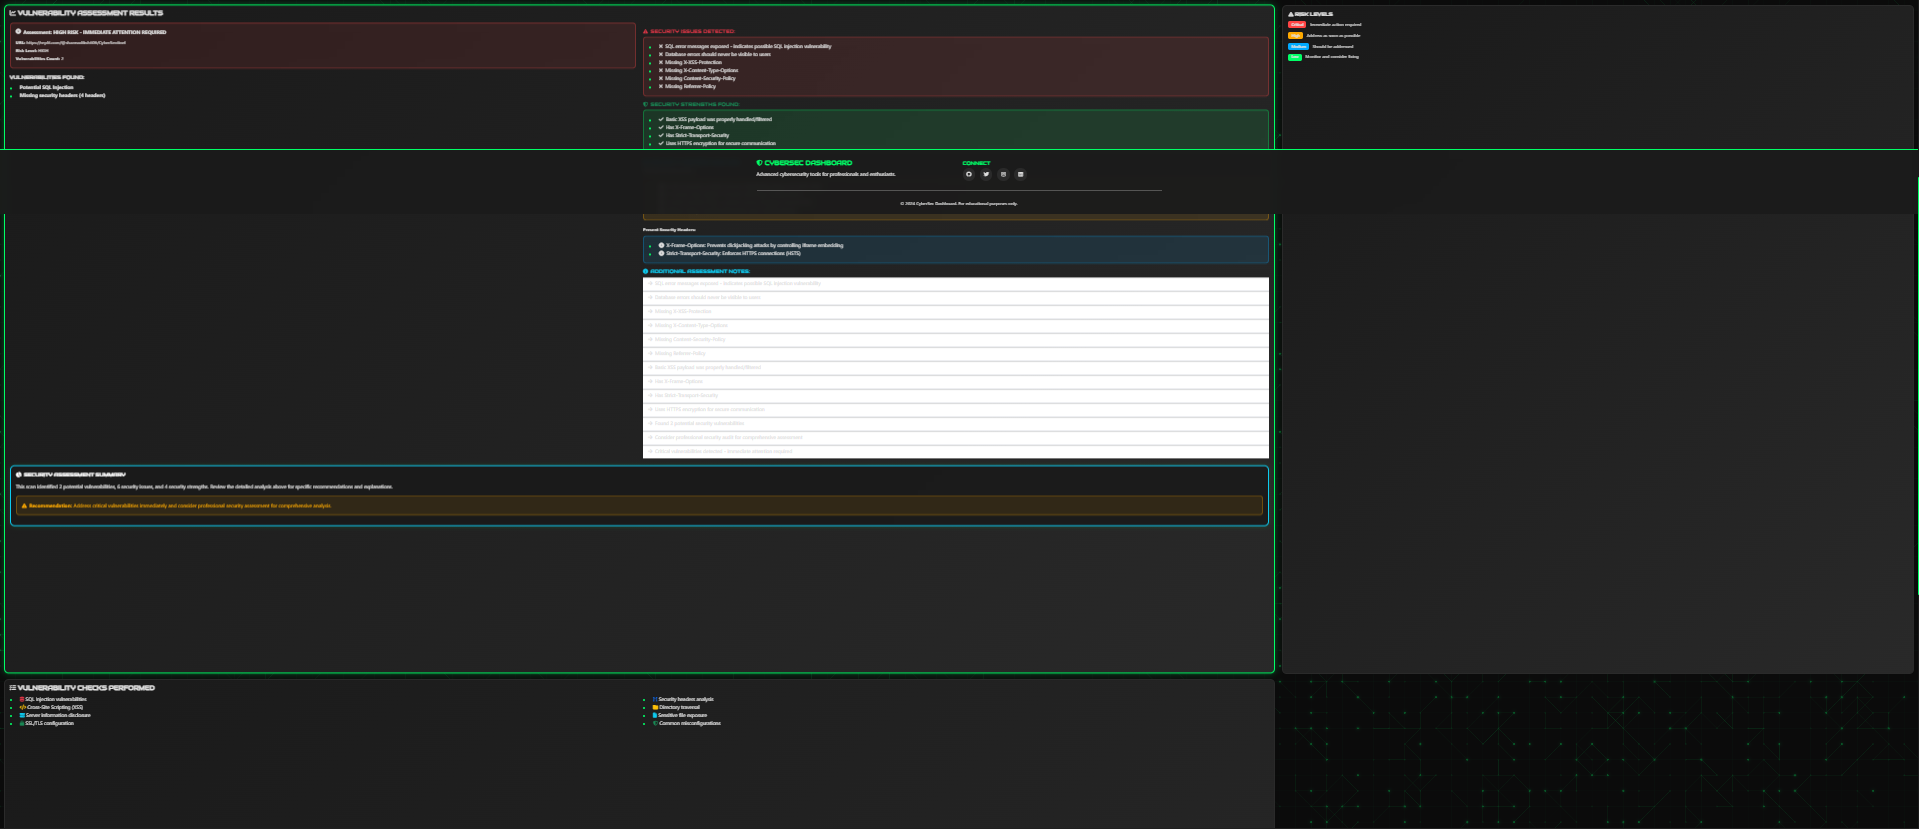 VULNERABILITY ASSESSMENT RESULTS
Assessment: HIGH RISK - IMMEDIATE ATTENTION REQUIRED
URL:
Risk Level: HIGH
Vulnerabilities Count: 2
VULNERABILITIES FOUND:
Potential SQL Injection
Missing security headers (4 headers)
SECURITY ISSUES DETECTED:
SQL error messages exposed - indicates possible SQL injection vulnerability
Database errors should never be visible to users
Missing X-XSS-Protection
Missing X-Content-Type-Options
Missing Content-Security-Policy
Missing Referrer-Policy
SECURITY STRENGTHS FOUND:
Basic XSS payload was properly handled/filtered
Has X-Frame-Options
Has Strict-Transport-Security
Uses HTTPS encryption for secure communication
RISK LEVELS
Critical Immediate action required
High Address as soon as possible
Medium Should be addressed
Low Monitor and consider fixing
CYBERSEC DASHBOARD
Advanced cybersecurity tools for professionals and enthusiasts.
CONNECT
© 2024 CyberSec Dashboard. For educational purposes only.
Present Security Headers:
X-Frame-Options: Prevents clickjacking attacks by controlling iframe embedding
Strict-Transport-Security: Enforces HTTPS connections (HSTS)
ADDITIONAL ASSESSMENT NOTES:
SQL error messages exposed - indicates possible SQL injection vulnerability
Database errors should never be visible to users
Missing X-XSS-Protection
Missing X-Content-Type-Options
Missing Content-Security-Policy
Missing Referrer-Policy
Basic XSS payload was properly handled/filtered
Has X-Frame-Options
Has Strict-Transport-Security
Uses HTTPS encryption for secure communication
Found 2 potential security vulnerabilities
Consider professional security audit for comprehensive assessment
Critical vulnerabilities detected - immediate attention required
SECURITY ASSESSMENT SUMMARY
This scan identified 2 potential vulnerabilities, 6 security issues, and 4 security strengths. Review the detailed analysis above for specific recommendations and explanations.
Recommendation: Address critical vulnerabilities immediately and consider professional security assessment for comprehensive analysis.
VULNERABILITY CHECKS PERFORMED
SQL Injection vulnerabilities
Cross-Site Scripting (XSS)
Server information disclosure
SSL/TLS configuration
Security headers analysis
Directory traversal
Sensitive file exposure
Common misconfigurations